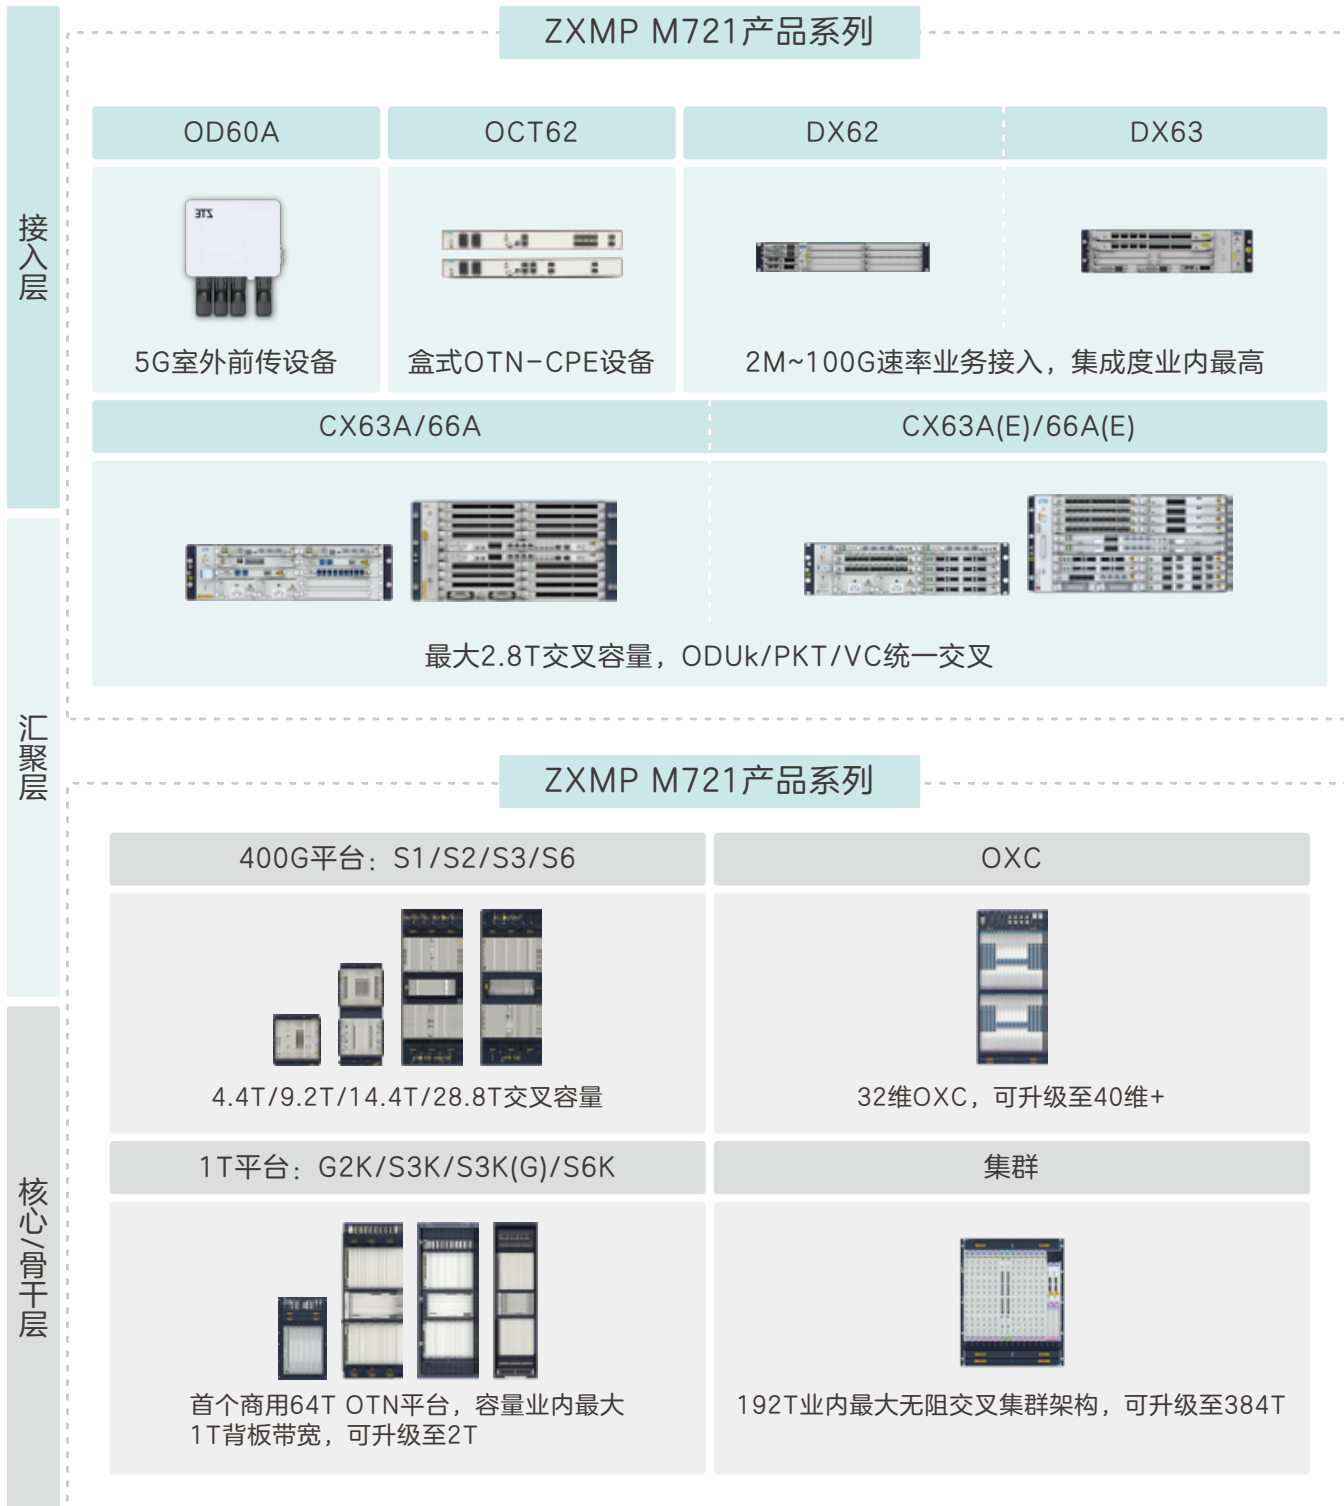 ZXMP M721产品系列
接入层
OD60A
OCT62
DX62
DX63
ZTE
5G室外前传设备
盒式OTN-CPE设备
2M~100G速率业务接入，集成度业内最高
CX63A/66A
CX63A(E)/66A(E)
最大2.8T交叉容量，ODUk/PKT/VC统一交叉
汇聚层
ZXMP M721产品系列
400G平台：S1/S2/S3/S6
OXC
4.4T/9.2T/14.4T/28.8T交叉容量
32维OXC，可升级至40维+
核心/骨干层
1T平台：G2K/S3K/S3K(G)/S6K
集群
首个商用64T OTN平台，容量业内最大
1T背板带宽，可升级至2T
192T业内最大无阻交叉集群架构，可升级至384T